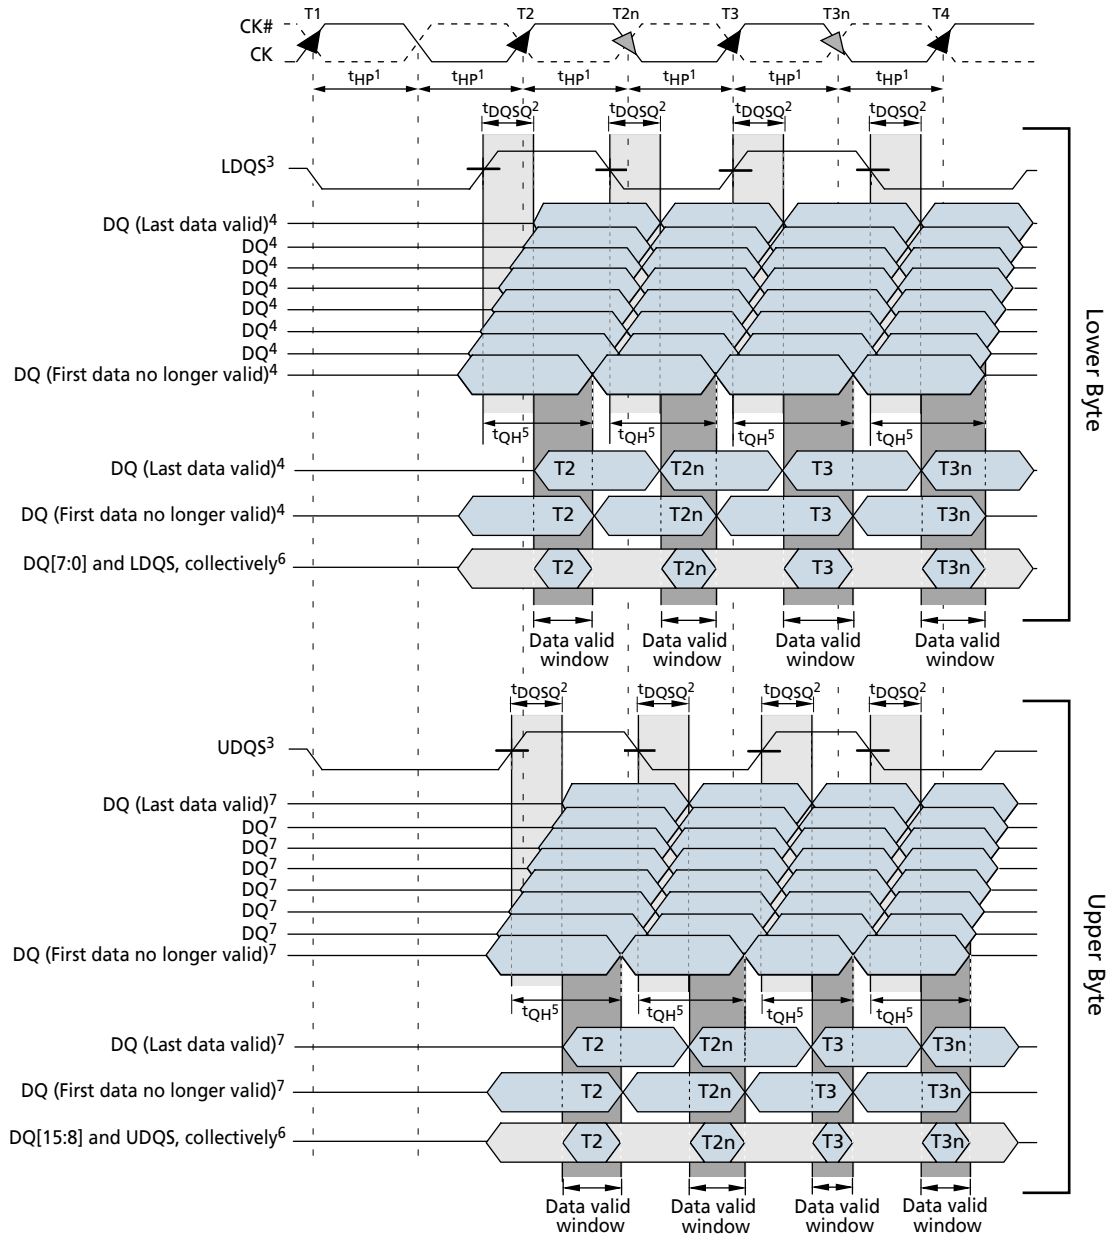 T1 T2 T2n T3 T3n T4
CK#
CK
tHP1 tHP1 tHP1 tHP1 tHP1 tHP1
tDQSQ2 tDQSQ2 tDQSQ2 tDQSQ2
LDQS3
DQ (Last data valid)4
DQ4
DQ4
DQ4
DQ4
DQ4
DQ4
DQ (First data no longer valid)4
tQH5 tQH5 tQH5 tQH5
DQ (Last data valid)4 T2 T2n T3 T3n
DQ (First data no longer valid)4 T2 T2n T3 T3n
DQ[7:0] and LDQS, collectively6 T2 T2n T3 T3n
Data valid window Data valid window Data valid window Data valid window
Lower Byte
tDQSQ2 tDQSQ2 tDQSQ2 tDQSQ2
UDQS3
DQ (Last data valid)7
DQ7
DQ7
DQ7
DQ7
DQ7
DQ7
DQ (First data no longer valid)7
tQH5 tQH5 tQH5 tQH5
DQ (Last data valid)7 T2 T2n T3 T3n
DQ (First data no longer valid)7 T2 T2n T3 T3n
DQ[15:8] and UDQS, collectively6 T2 T2n T3 T3n
Data valid window Data valid window Data valid window Data valid window
Upper Byte